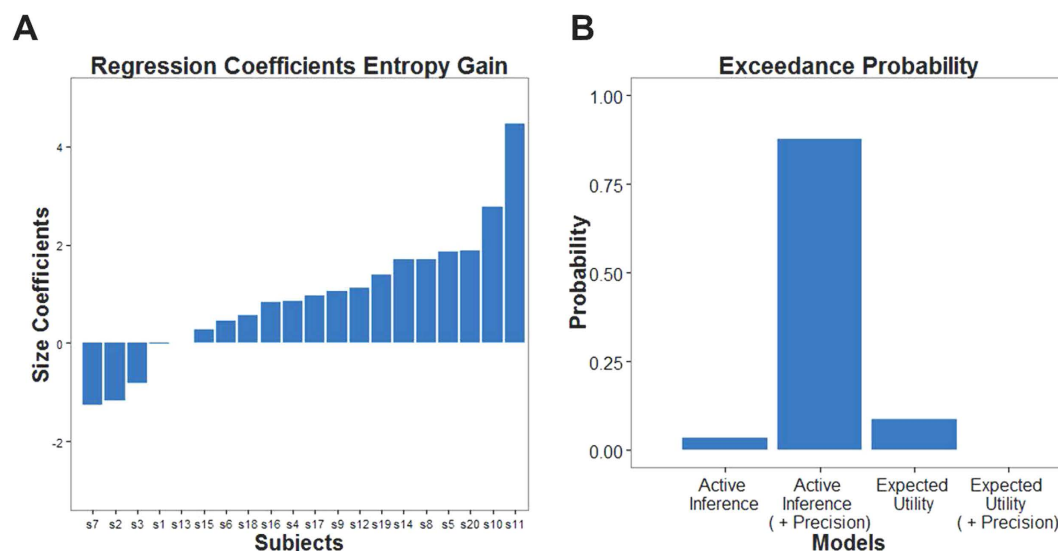 A
Regression Coefficients Entropy Gain
Size Coefficients
4
2
0
-2
s7 s2 s3 s1 s13 s15 s6 s18 s16 s4 s17 s9 s12 s19 s14 s8 s5 s20 s10 s11
Subjects
B
Exceedance Probability
Probability
1.00
0.75
0.50
0.25
0.00
Active
Inference
Active
Inference
( + Precision)
Expected
Utility
Expected
Utility
( + Precision)
Models